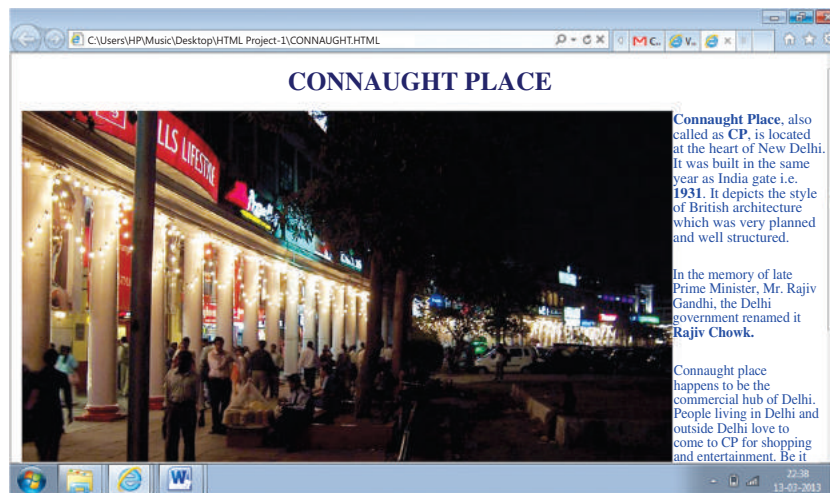 C:\Users\HP\Music\Desktop\HTML Project-1\CONNAUGHT.HTML
C..
V..
CONNAUGHT PLACE
LLS LIFESTYLE
Connaught Place, also
called as CP, is located
at the heart of New Delhi.
It was built in the same
year as India gate i.e.
1931. It depicts the style
of British architecture
which was very planned
and well structured.
In the memory of late
Prime Minister, Mr. Rajiv
Gandhi, the Delhi
government renamed it
Rajiv Chowk.
Connaught place
happens to be the
commercial hub of Delhi.
People living in Delhi and
outside Delhi love to
come to CP for shopping
and entertainment. Be it
22:38
13-03-2013